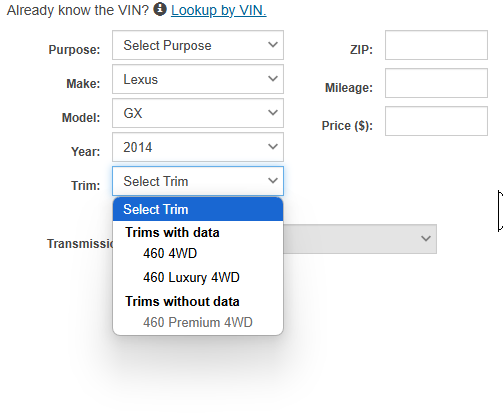 Already know the VIN? Lookup by VIN.
Purpose: Select Purpose ZIP:
Make: Lexus Mileage:
Model: GX Price ($):
Year: 2014
Trim: Select Trim
Select Trim
Trims with data
460 4WD
Transmissio
460 Luxury 4WD
Trims without data
460 Premium 4WD